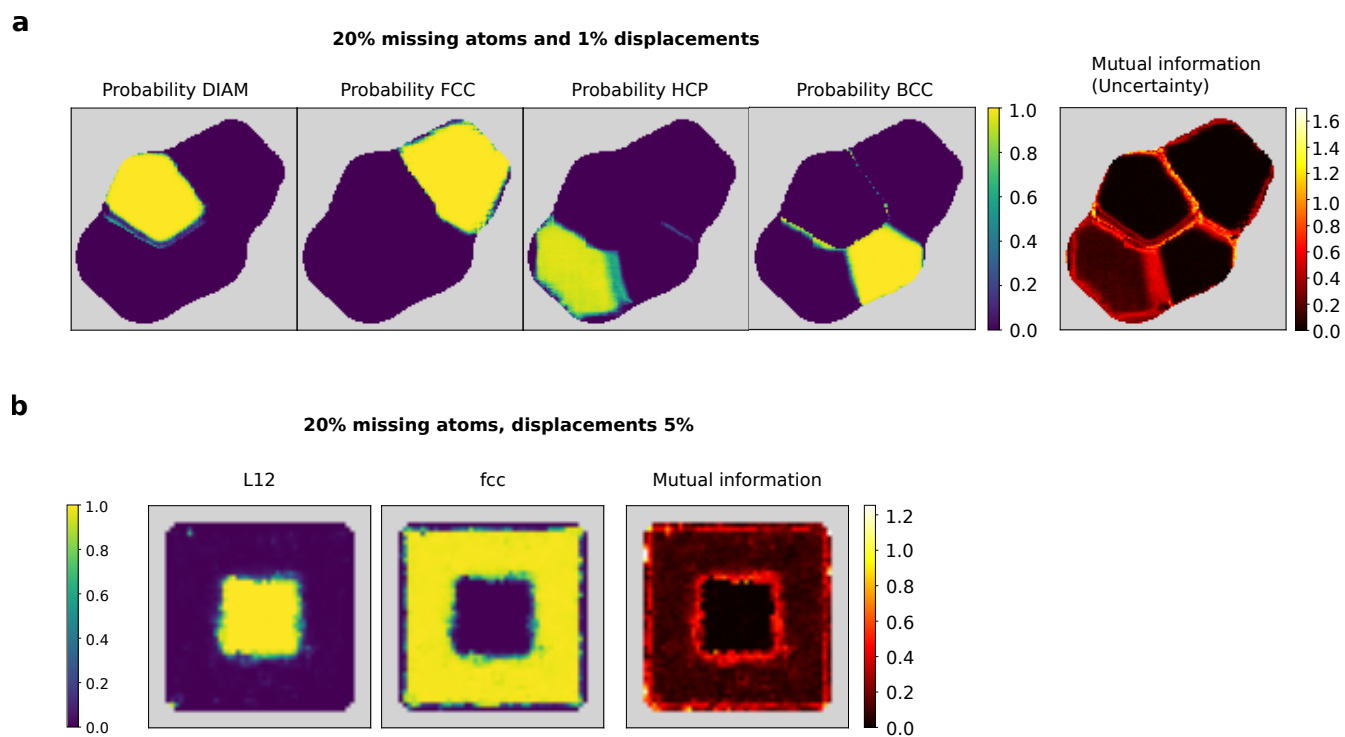 a
20% missing atoms and 1% displacements
Probability DIAM
Probability FCC
Probability HCP
Probability BCC
Mutual information
(Uncertainty)
1.0
0.8
0.6
0.4
0.2
0.0
1.6
1.4
1.2
1.0
0.8
0.6
0.4
0.2
0.0
b
20% missing atoms, displacements 5%
L12
fcc
Mutual information
1.0
0.8
0.6
0.4
0.2
0.0
1.2
1.0
0.8
0.6
0.4
0.2
0.0